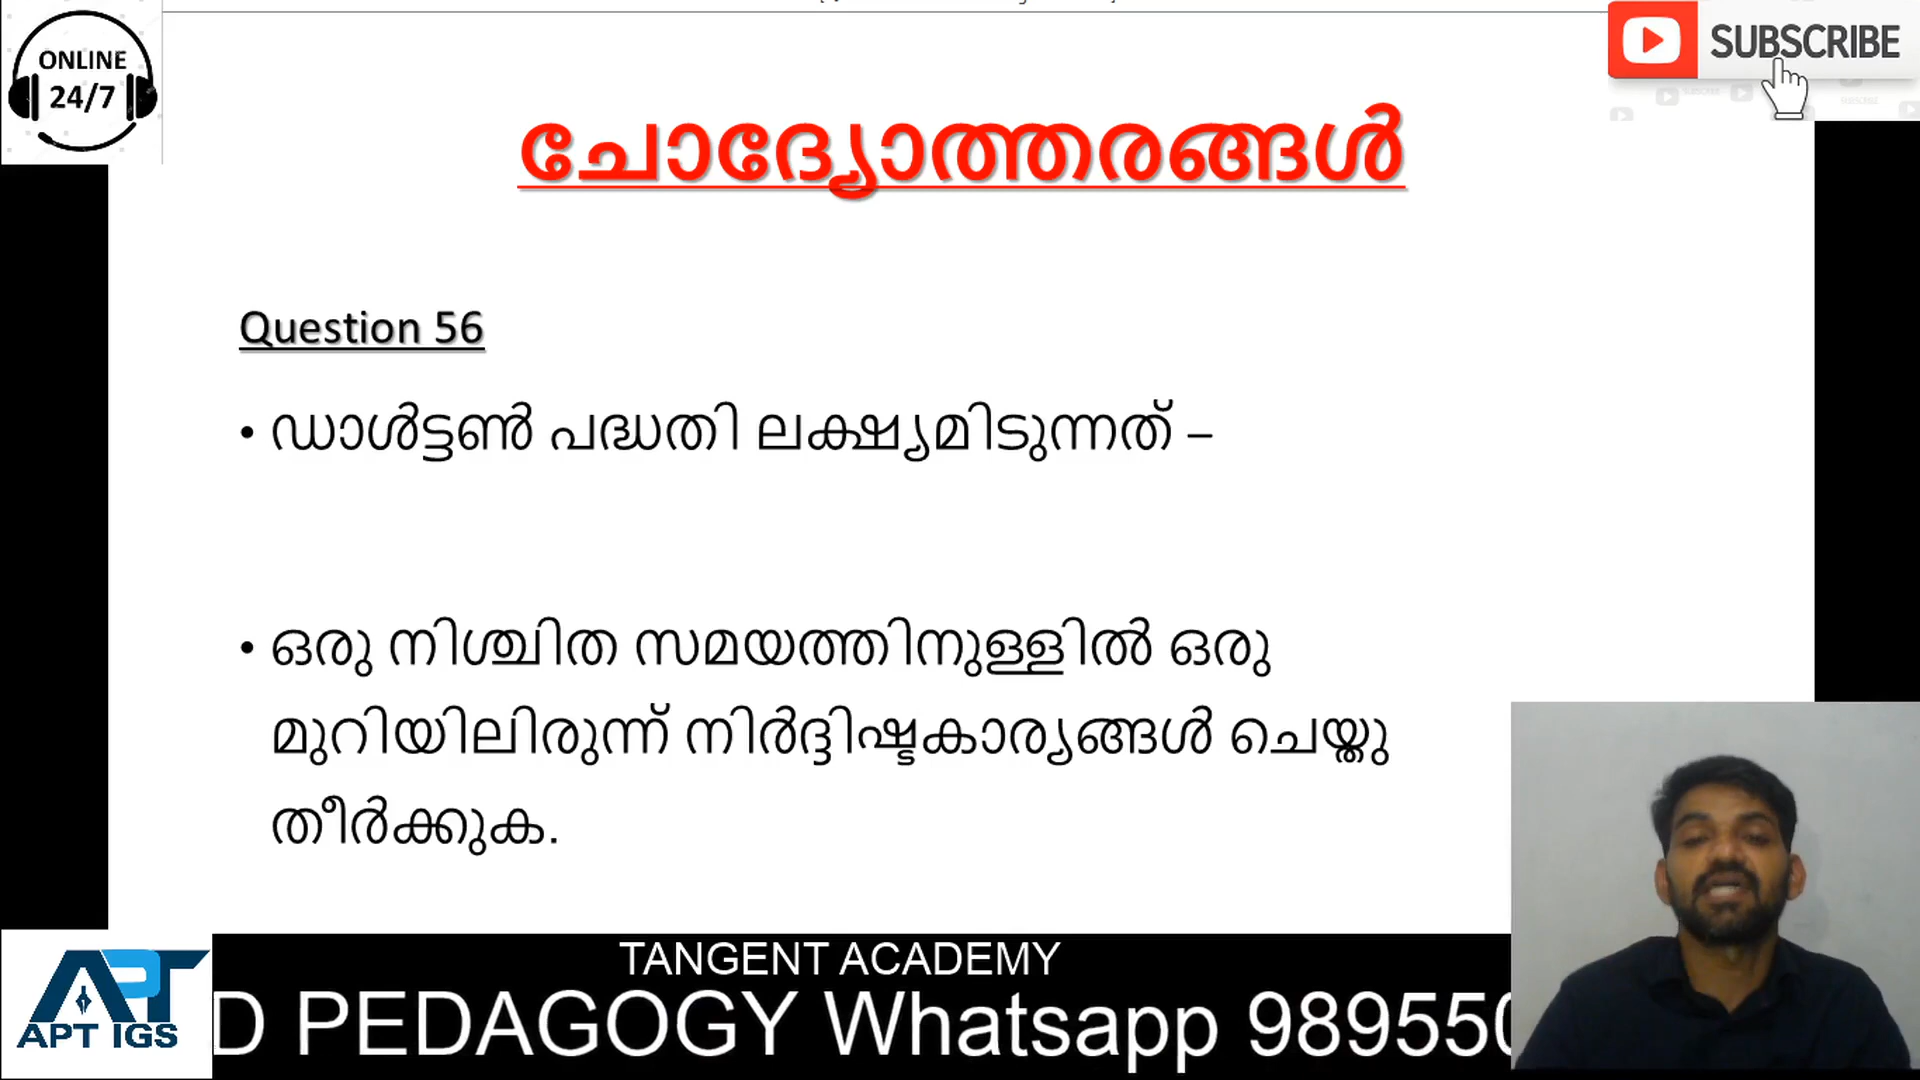 ONLINE
24/7
SUBSCRIBE
ചോദ്യോത്തരങ്ങൾ
Question 56
• ഡാൾട്ടൺ പദ്ധതി ലക്ഷ്യമിടുന്നത് –
• ഒരു നിശ്ചിത സമയത്തിനുള്ളിൽ ഒരു
മുറിയിലിരുന്ന് നിർദ്ദിഷ്ടകാര്യങ്ങൾ ചെയ്തു
തീർക്കുക.
TANGENT ACADEMY
D PEDAGOGY Whatsapp 989550
APT IGS